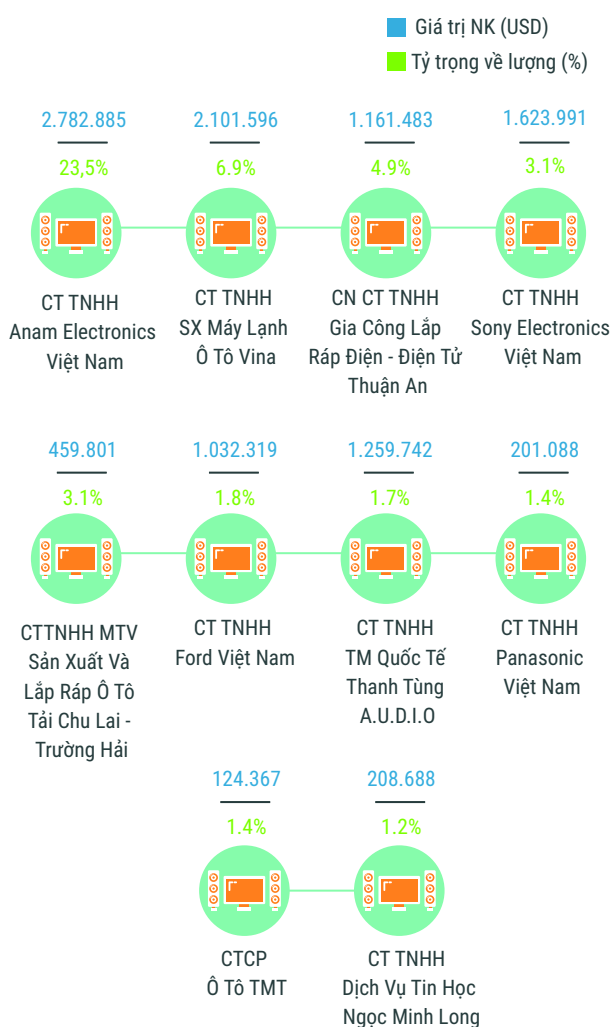 Giá trị NK (USD)
Tỷ trọng về lượng (%)
2.782.885
23,5%
CT TNHH
Anam Electronics
Việt Nam
2.101.596
6.9%
CT TNHH
SX Máy Lạnh
Ô Tô Vina
1.161.483
4.9%
CN CT TNHH
Gia Công Lắp
Ráp Điện - Điện Tử
Thuận An
1.623.991
3.1%
CT TNHH
Sony Electronics
Việt Nam
459.801
3.1%
CTTNHH MTV
Sản Xuất Và
Lắp Ráp Ô Tô
Tải Chu Lai -
Trường Hải
1.032.319
1.8%
CT TNHH
Ford Việt Nam
1.259.742
1.7%
CT TNHH
TM Quốc Tế
Thanh Tùng
A.U.D.I.O
201.088
1.4%
CT TNHH
Panasonic
Việt Nam
124.367
1.4%
CTCP
Ô Tô TMT
208.688
1.2%
CT TNHH
Dịch Vụ Tin Học
Ngọc Minh Long